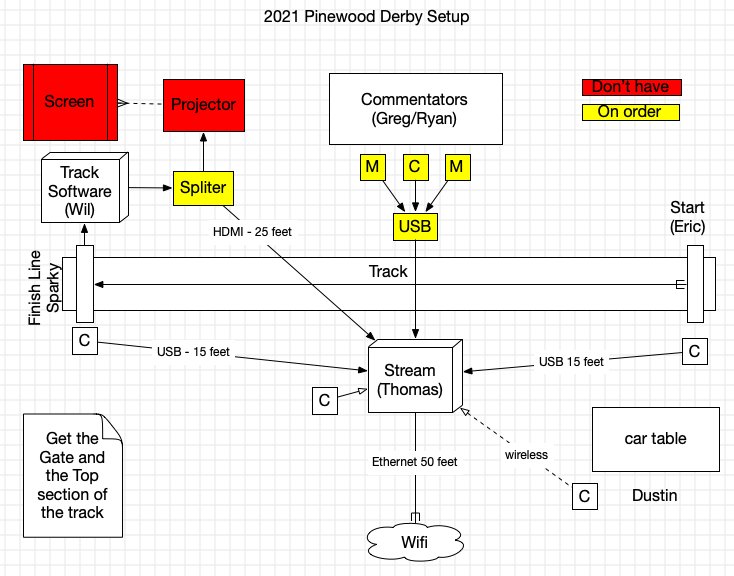 2021 Pinewood Derby Setup
Screen
Projector
Commentators
(Greg/Ryan)
Don't have
On order
Track
Software
(Wil)
Spliter
M
C
M
USB
HDMI - 25 feet
Start
(Eric)
Finish Line
Sparky
Track
C
USB - 15 feet
Stream
(Thomas)
USB 15 feet
C
C
Get the
Gate and
the Top
section of
the track
Ethernet 50 feet
wireless
car table
C
Dustin
Wifi